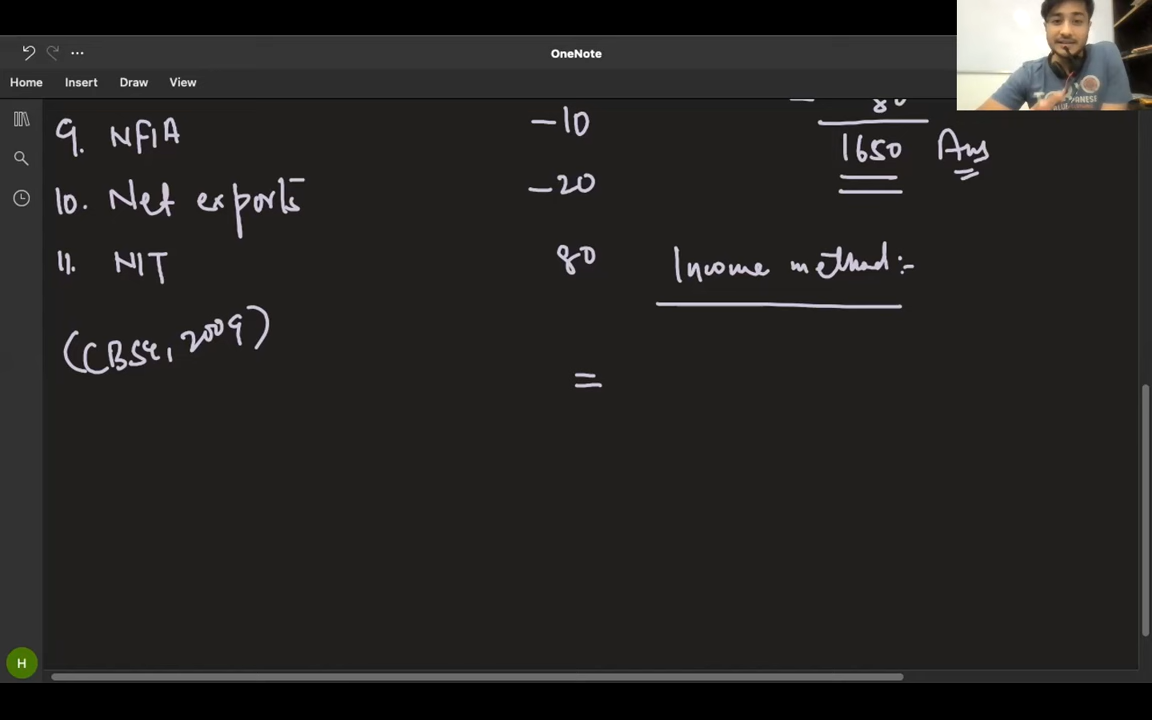 OneNote
Home Insert Draw View
80
9. NFIA -10 1650 Ans
10. Net exports -20
11. NIT 80 Income method:-
(CBSE, 2009)
=
H